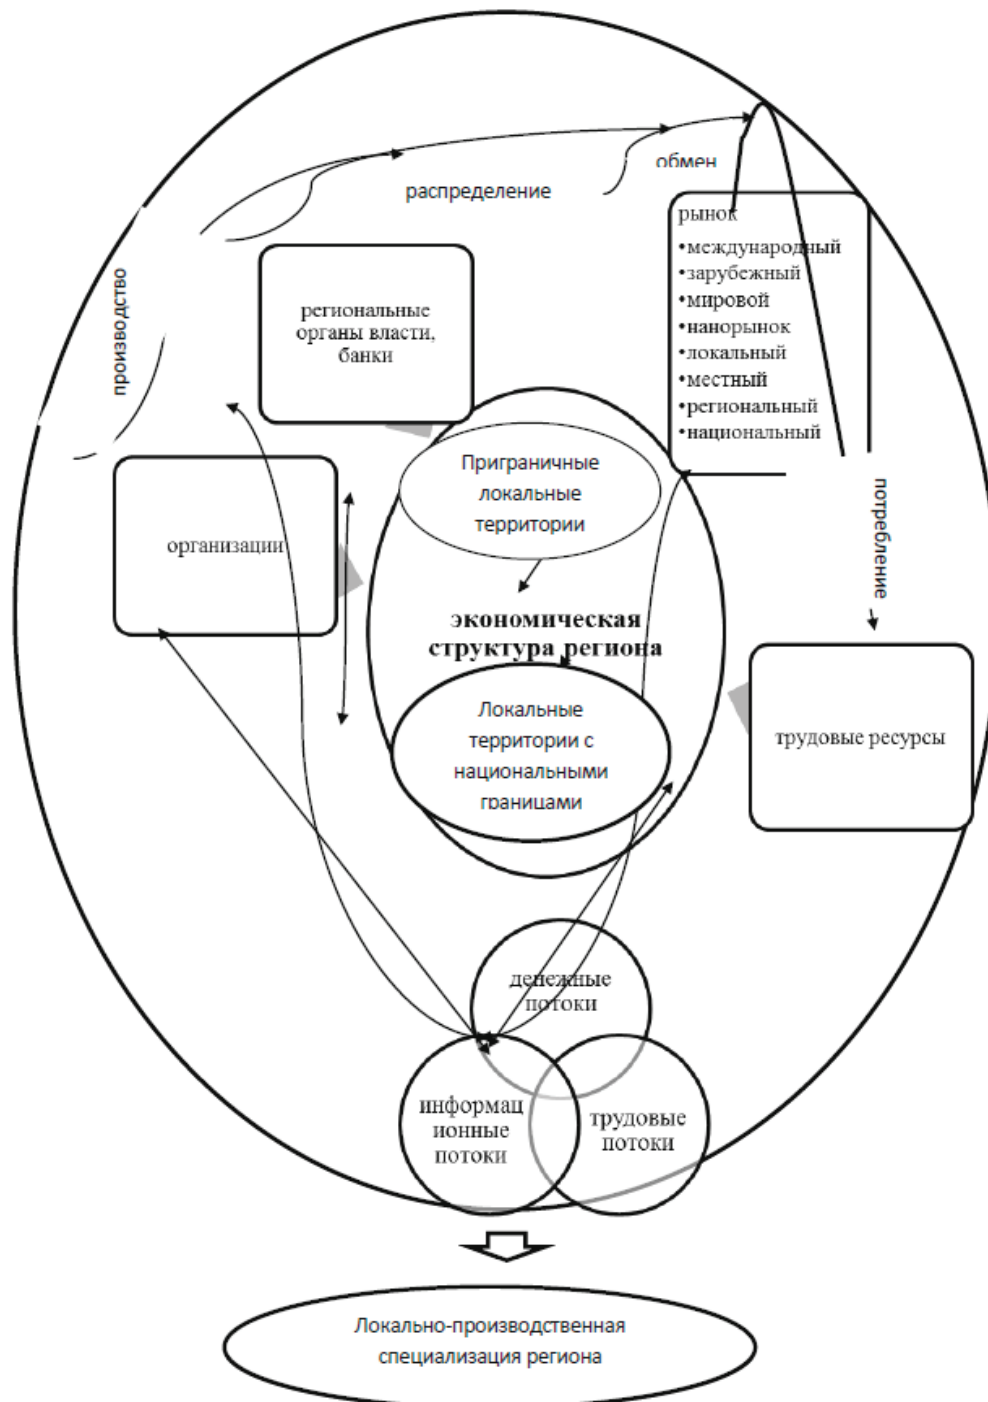 обмен
распределение
производство
рынок
•международный
•зарубежный
•мировой
•нанорынок
•локальный
•местный
•региональный
•национальный
региональные
органы власти,
банки
Приграничные
локальные
территории
организации
потребление
экономическая
структура региона
Локальные
территории с
национальными
границами
трудовые ресурсы
денежные
потоки
информац
ионные
потоки
трудовые
потоки
Локально-производственная
специализация региона